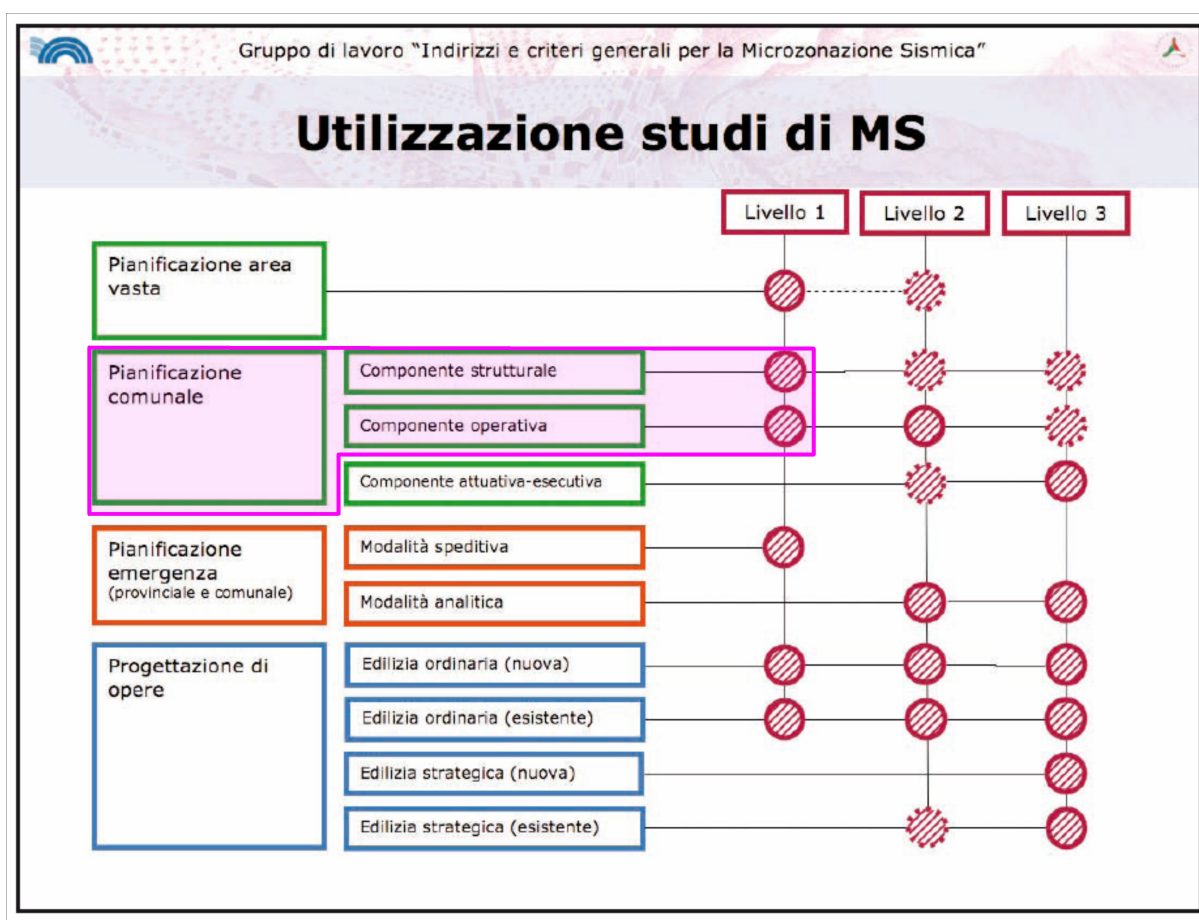 Gruppo di lavoro "Indirizzi e criteri generali per la Microzonazione Sismica"
Utilizzazione studi di MS
Livello 1
Livello 2
Livello 3
Pianificazione area
vasta
Pianificazione
comunale
Componente strutturale
Componente operativa
Componente attuativa-esecutiva
Pianificazione
emergenza
(provinciale e comunale)
Modalità speditiva
Modalità analitica
Progettazione di
opere
Edilizia ordinaria (nuova)
Edilizia ordinaria (esistente)
Edilizia strategica (nuova)
Edilizia strategica (esistente)